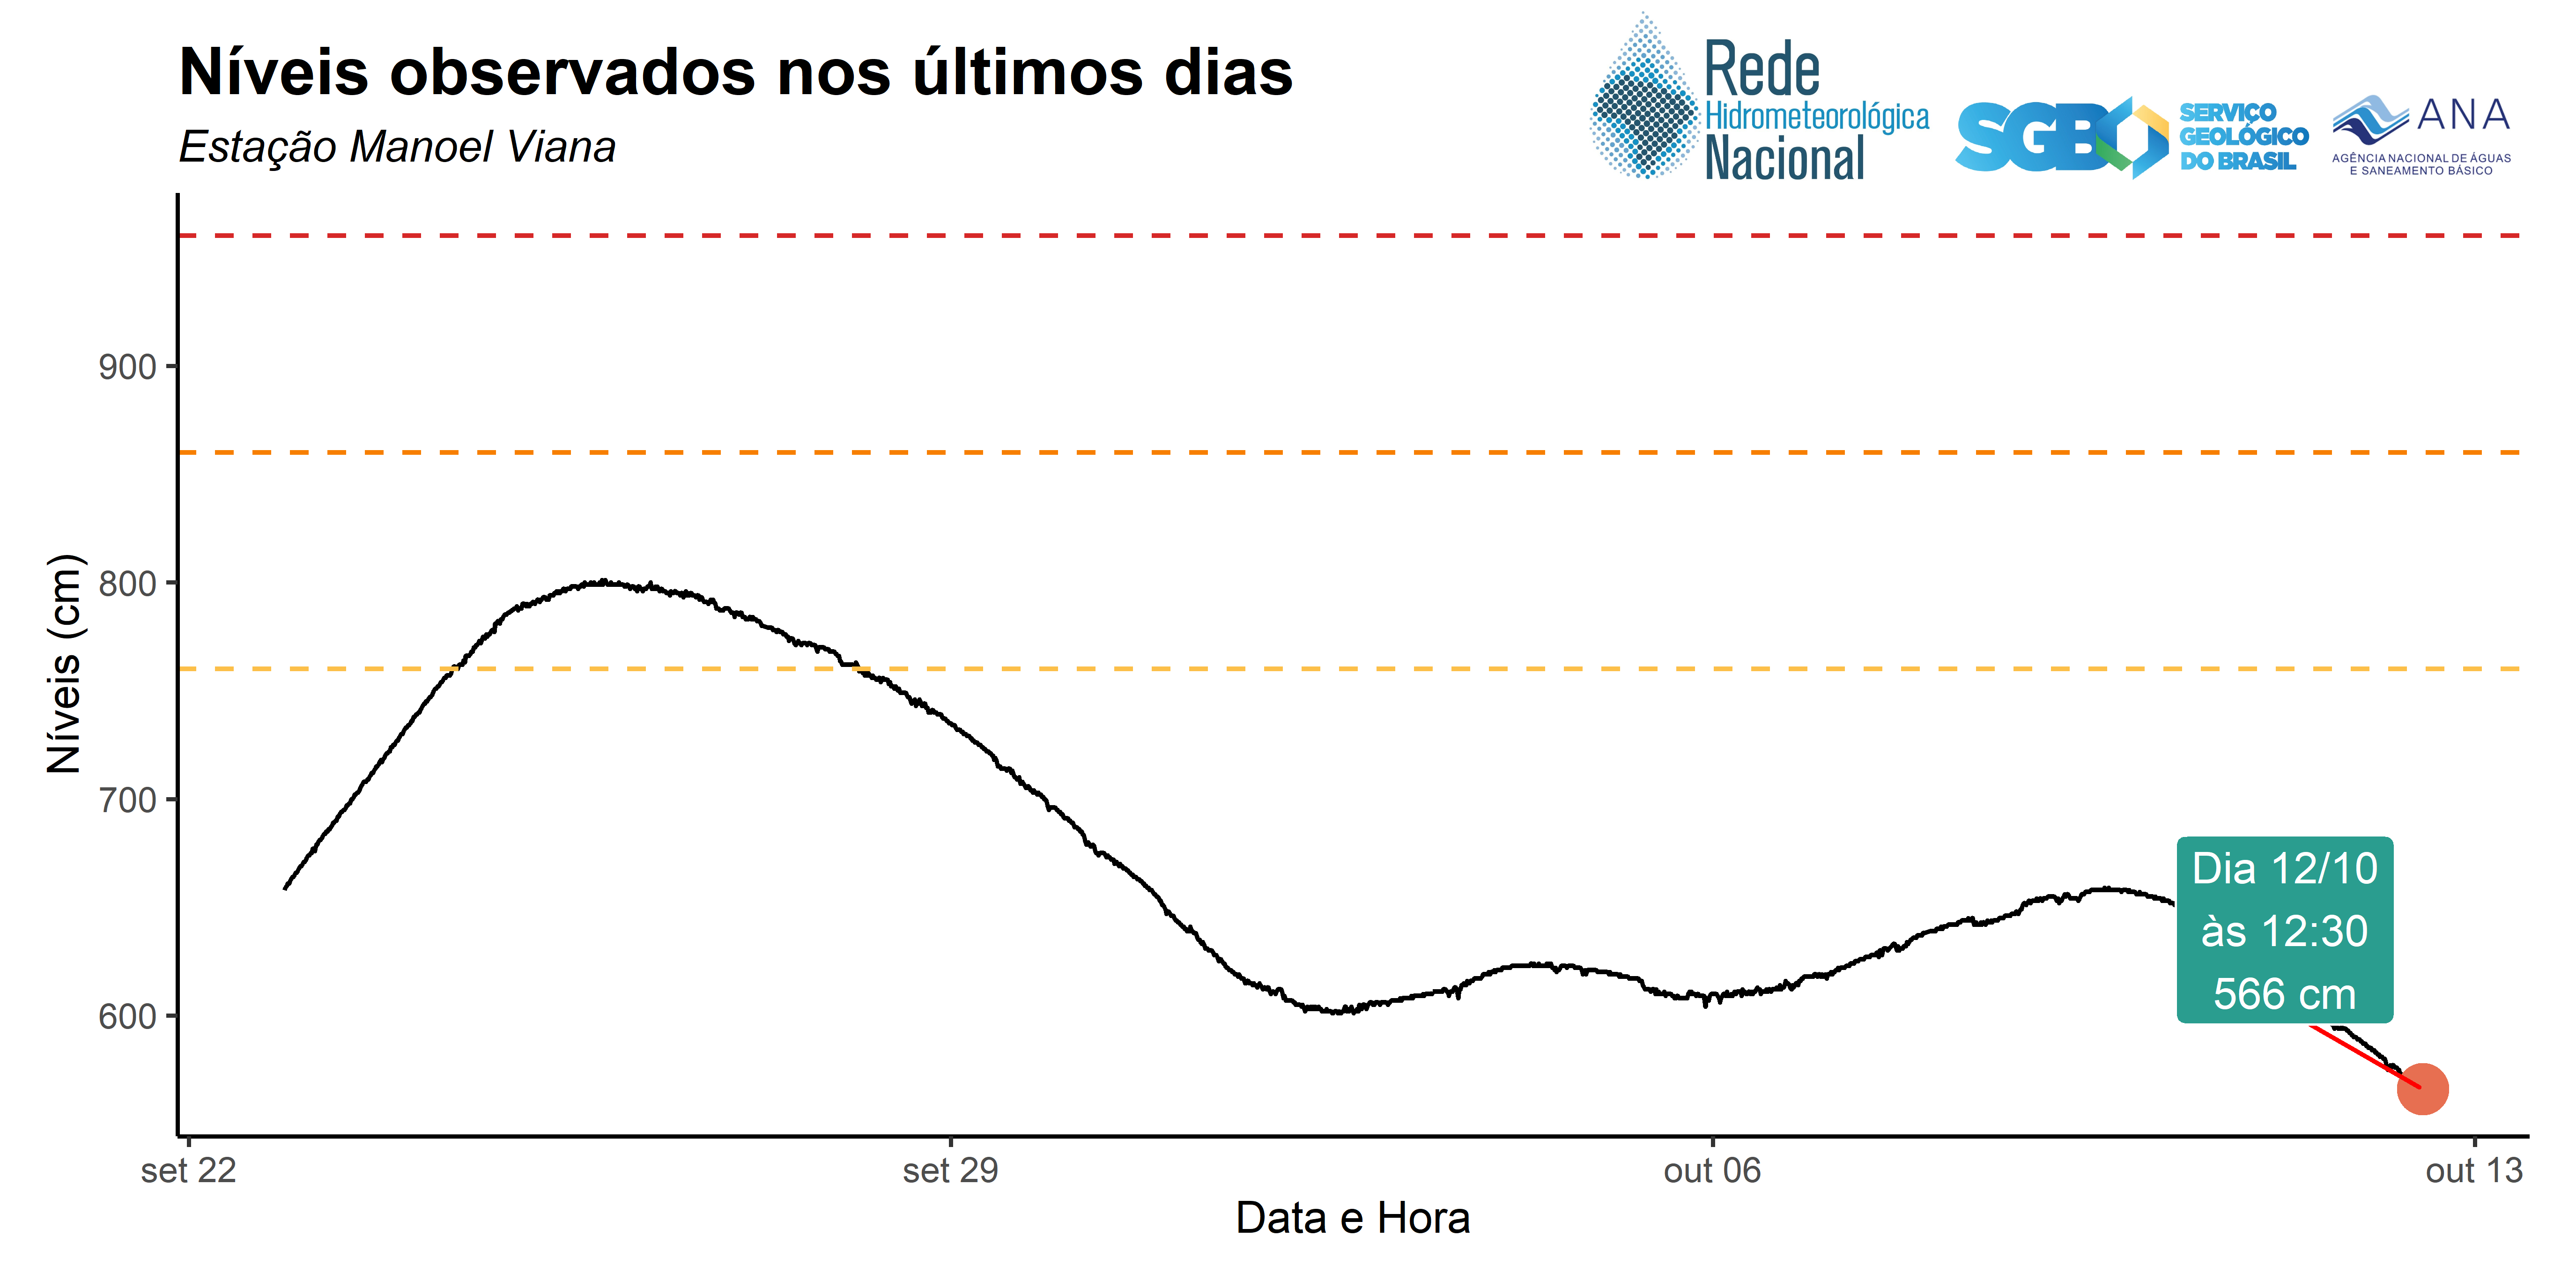 Níveis observados nos últimos dias
Estação Manoel Viana
Rede
Hidrometeorológica
Nacional
SGB
SERVIÇO
GEOLÓGICO
DO BRASIL
ANA
AGÊNCIA NACIONAL DE ÁGUAS
E SANEAMENTO BÁSICO
Níveis (cm)
900
800
700
600
Dia 12/10
às 12:30
566 cm
set 22
set 29
out 06
out 13
Data e Hora